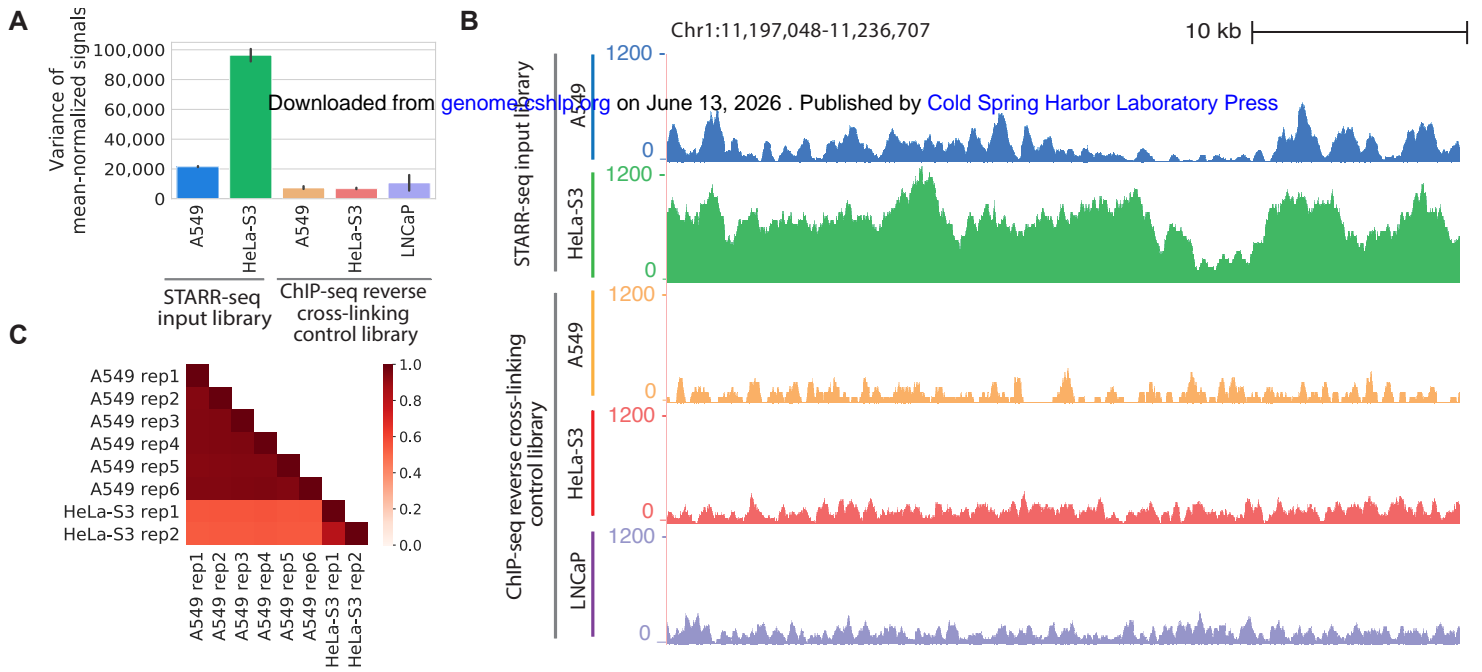 A
Variance of
mean-normalized signals
100,000
80,000
60,000
40,000
20,000
0
A549
HeLa-S3
A549
HeLa-S3
LNCaP
STARR-seq
input library
ChIP-seq reverse
cross-linking
control library
Downloaded from genome.cshlp.org on June 13, 2026 . Published by Cold Spring Harbor Laboratory Press
B
Chr1:11,197,048-11,236,707
10 kb
STARR-seq input library
A549
1200
0
HeLa-S3
1200
0
ChIP-seq reverse cross-linking
control library
A549
1200
0
HeLa-S3
1200
0
LNCaP
1200
0
C
A549 rep1
A549 rep2
A549 rep3
A549 rep4
A549 rep5
A549 rep6
HeLa-S3 rep1
HeLa-S3 rep2
A549 rep1
A549 rep2
A549 rep3
A549 rep4
A549 rep5
A549 rep6
HeLa-S3 rep1
HeLa-S3 rep2
1.0
0.8
0.6
0.4
0.2
0.0